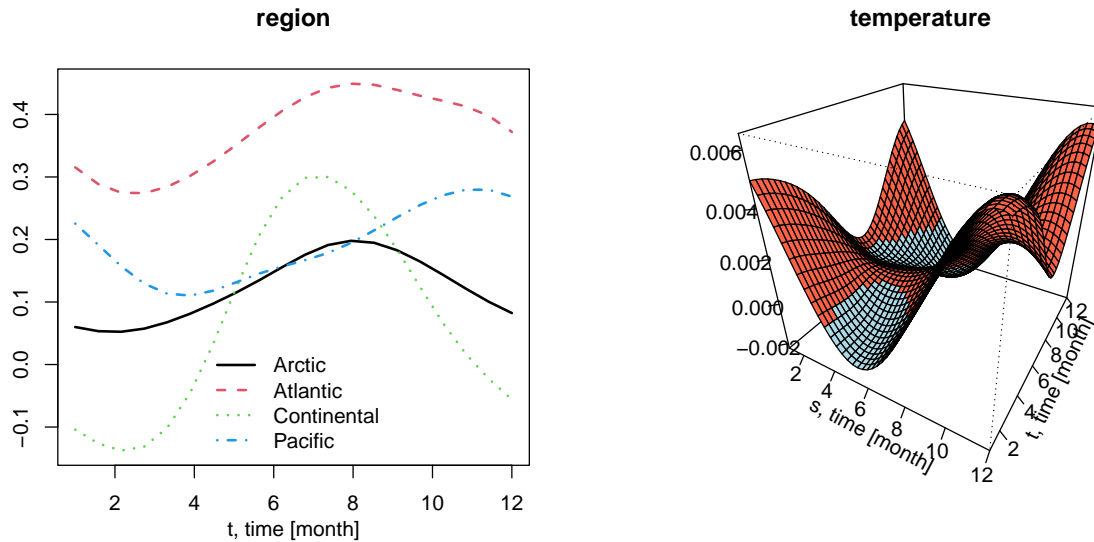 region
0.4
0.3
0.2
0.1
0.0
−0.1
Arctic
Atlantic
Continental
Pacific
2 4 6 8 10 12
t, time [month]
temperature
0.006
0.004
0.002
0.000
−0.002
2 4 6 8 10 12
s, time [month]
2 4 6 8 10 12
t, time [month]